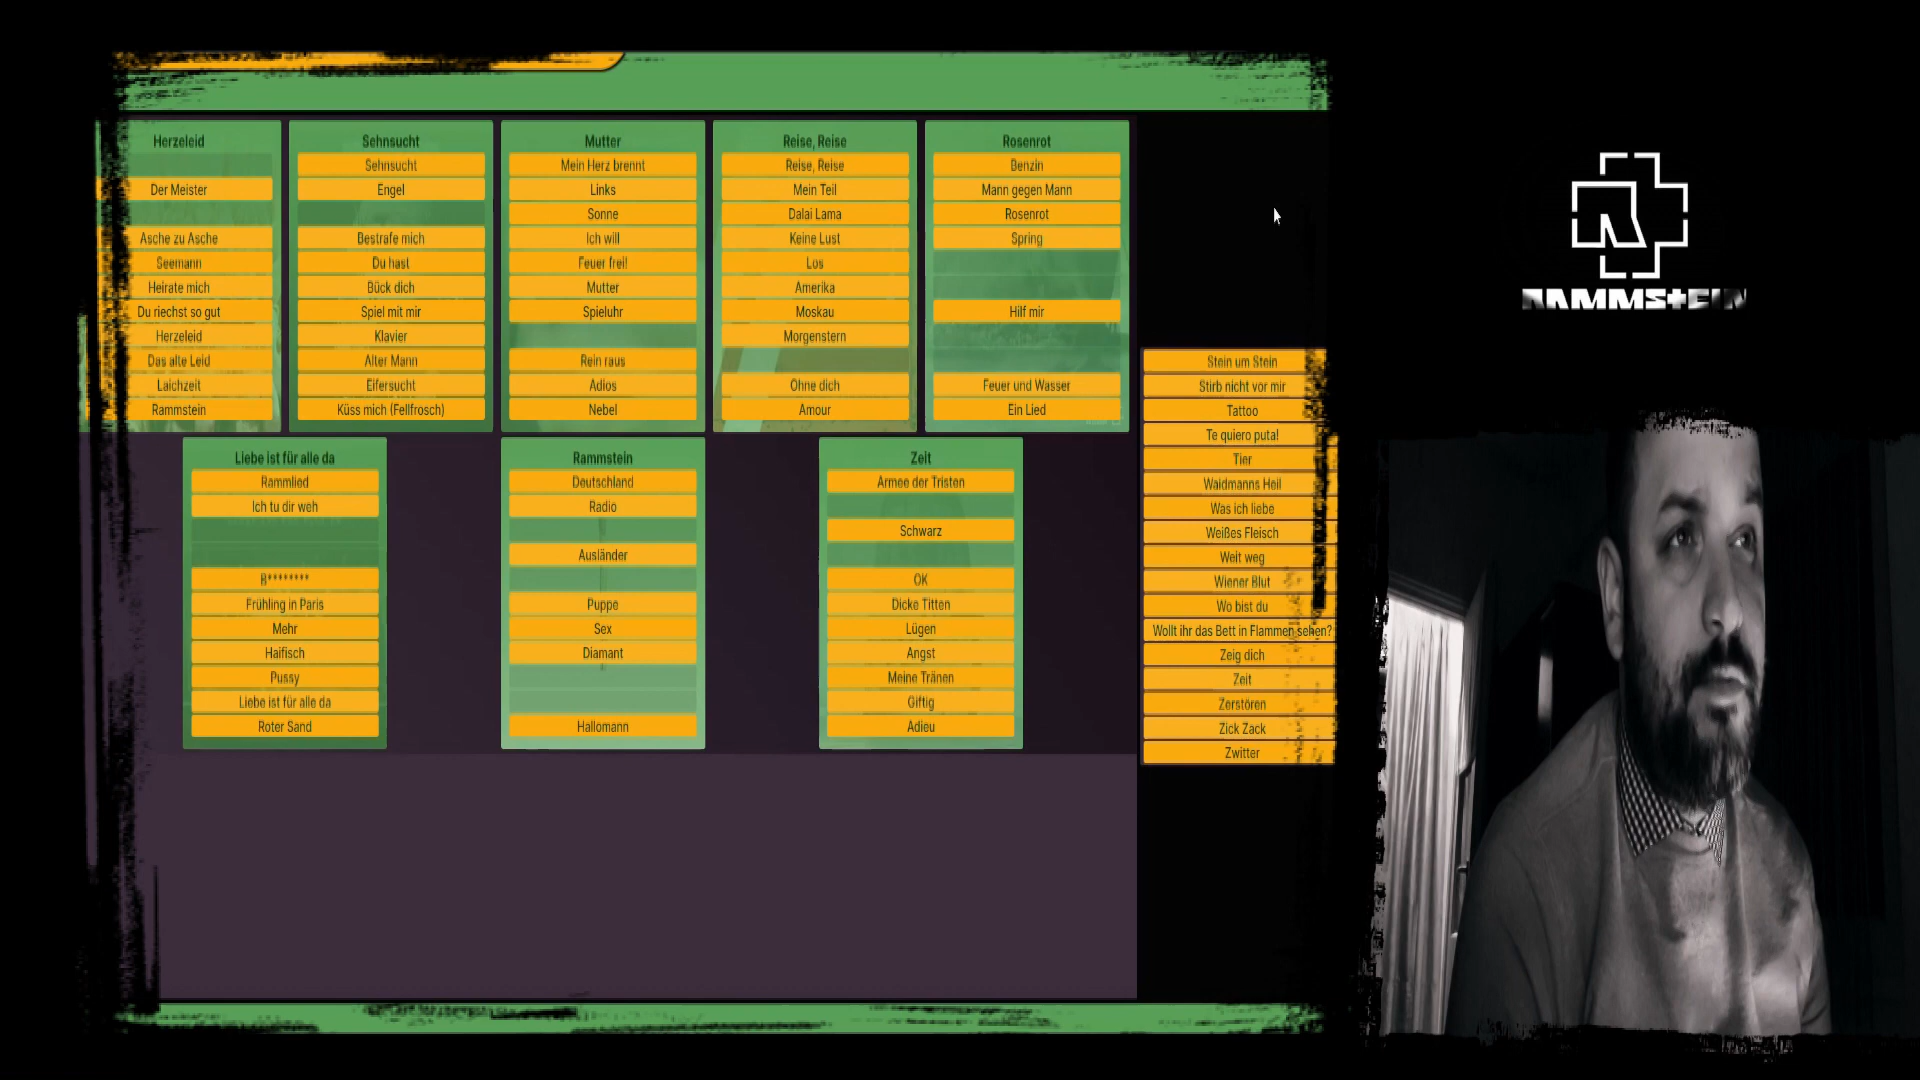 Herzeleid
Der Meister
Asche zu Asche
Seemann
Heirate mich
Du riechst so gut
Herzeleid
Das alte Leid
Laichzeit
Rammstein
Sehnsucht
Sehnsucht
Engel
Bestrafe mich
Du hast
Bück dich
Spiel mit mir
Klavier
Alter Mann
Eifersucht
Küss mich (Fellfrosch)
Mutter
Mein Herz brennt
Links
Sonne
Ich will
Feuer frei!
Mutter
Spieluhr
Rein raus
Adios
Nebel
Reise, Reise
Reise, Reise
Mein Teil
Dalai Lama
Keine Lust
Los
Amerika
Moskau
Morgenstern
Ohne dich
Amour
Rosenrot
Benzin
Mann gegen Mann
Rosenrot
Spring
Hilf mir
Feuer und Wasser
Ein Lied
Liebe ist für alle da
Rammlied
Ich tu dir weh
B********
Frühling in Paris
Mehr
Haifisch
Pussy
Liebe ist für alle da
Roter Sand
Rammstein
Deutschland
Radio
Ausländer
Puppe
Sex
Diamant
Hallomann
Zeit
Armee der Tristen
Schwarz
OK
Dicke Titten
Lügen
Angst
Meine Tränen
Giftig
Adieu
Stein um Stein
Stirb nicht vor mir
Tattoo
Te quiero puta!
Tier
Waidmanns Heil
Was ich liebe
Weißes Fleisch
Weit weg
Wiener Blut
Wo bist du
Wollt ihr das Bett in Flammen sehen?
Zeig dich
Zeit
Zerstören
Zick Zack
Zwitter
RAMMSTEIN